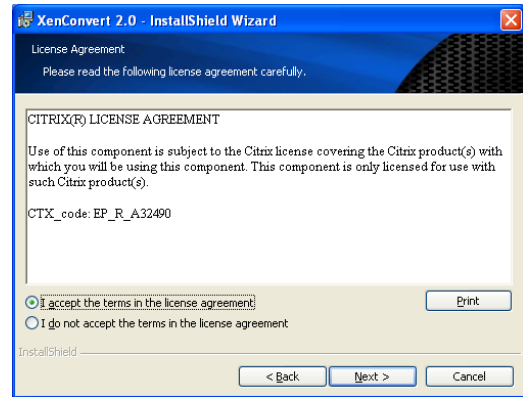 XenConvert 2.0 - InstallShield Wizard
License Agreement
Please read the following license agreement carefully.
CITRIX(R) LICENSE AGREEMENT
Use of this component is subject to the Citrix license covering the Citrix product(s) with
which you will be using this component. This component is only licensed for use with
such Citrix product(s).
CTX_code: EP_R_A32490
I accept the terms in the license agreement
Print
I do not accept the terms in the license agreement
InstallShield
< Back
Next >
Cancel